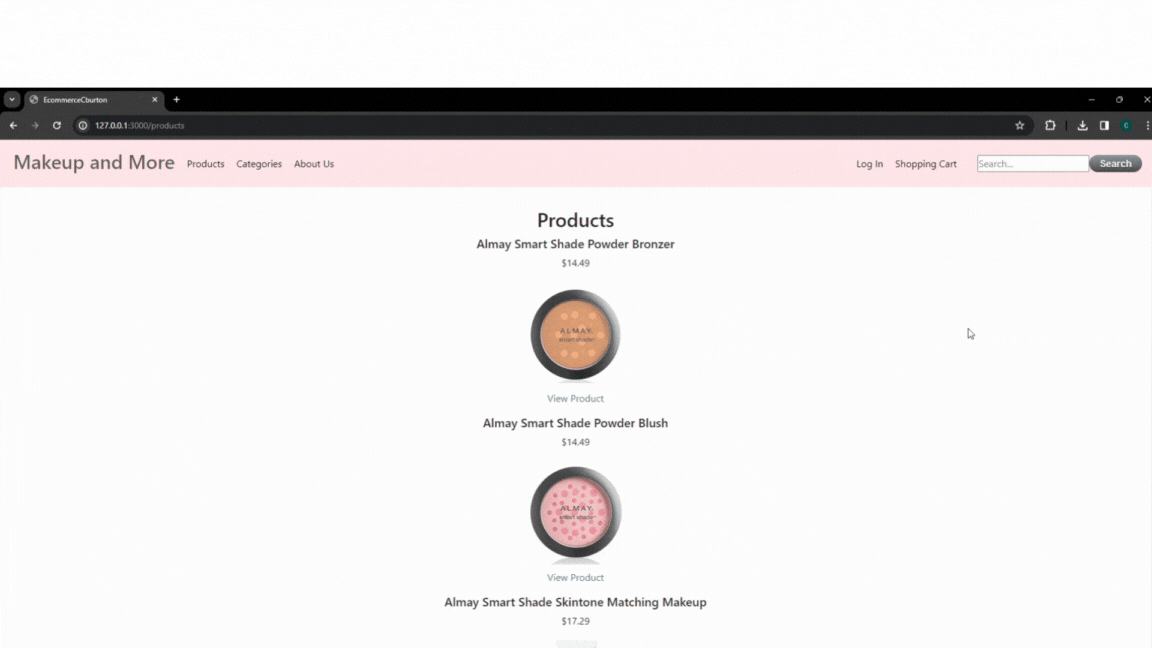 EcommerceCburton
127.0.0.1:3000/products
Makeup and More Products Categories About Us Log In Shopping Cart Search... Search
Products
Almay Smart Shade Powder Bronzer
$14.49
ALMAY
smart shade
View Product
Almay Smart Shade Powder Blush
$14.49
ALMAY
smart shade
View Product
Almay Smart Shade Skintone Matching Makeup
$17.29